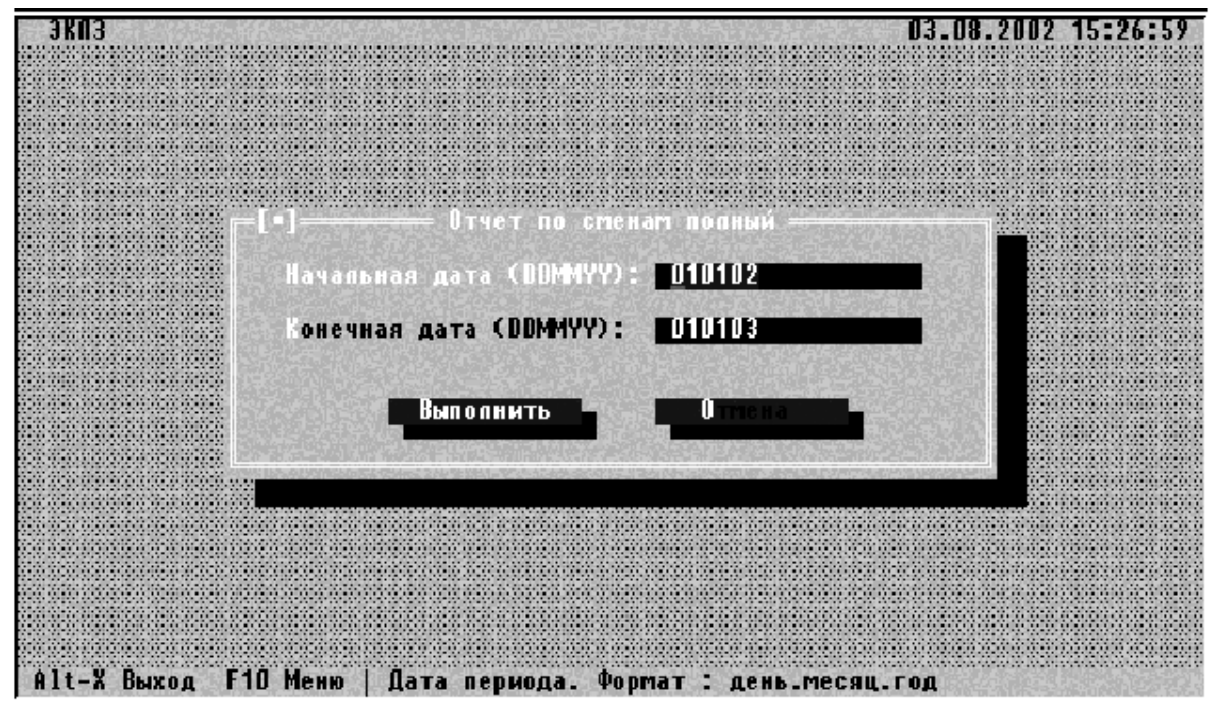 ЭКПЗ 03.08.2002 15:26:59
[▪] Отчет по сменам полный
Начальная дата (DDMMYY): 010102
Конечная дата (DDMMYY): 010103
Выполнить Отмена
Alt-X Выход F10 Меню | Дата периода. Формат : день.месяц.год